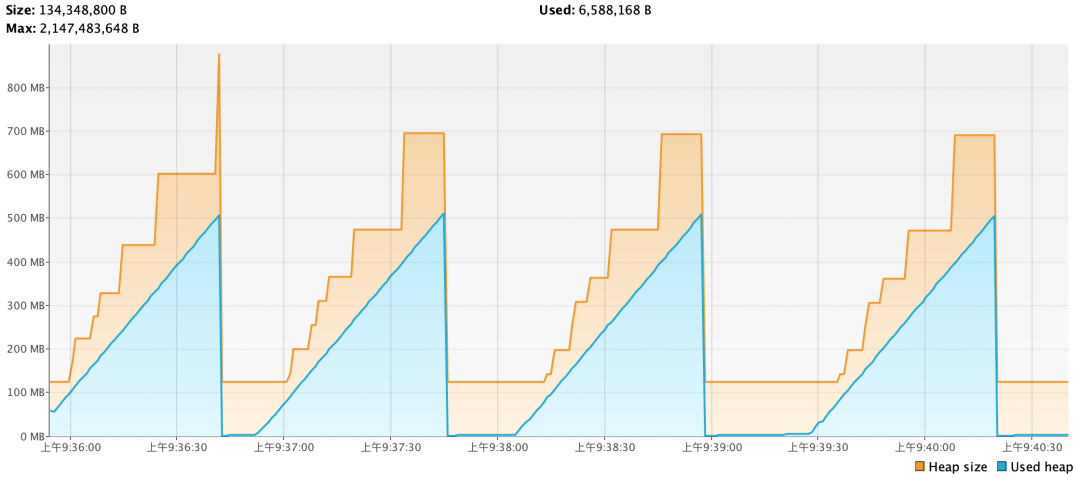 Size: 134,348,800 B
Used: 6,588,168 B
Max: 2,147,483,648 B
800 MB
700 MB
600 MB
500 MB
400 MB
300 MB
200 MB
100 MB
0 MB
上午9:36:00
上午9:36:30
上午9:37:00
上午9:37:30
上午9:38:00
上午9:38:30
上午9:39:00
上午9:39:30
上午9:40:00
上午9:40:30
Heap size
Used heap